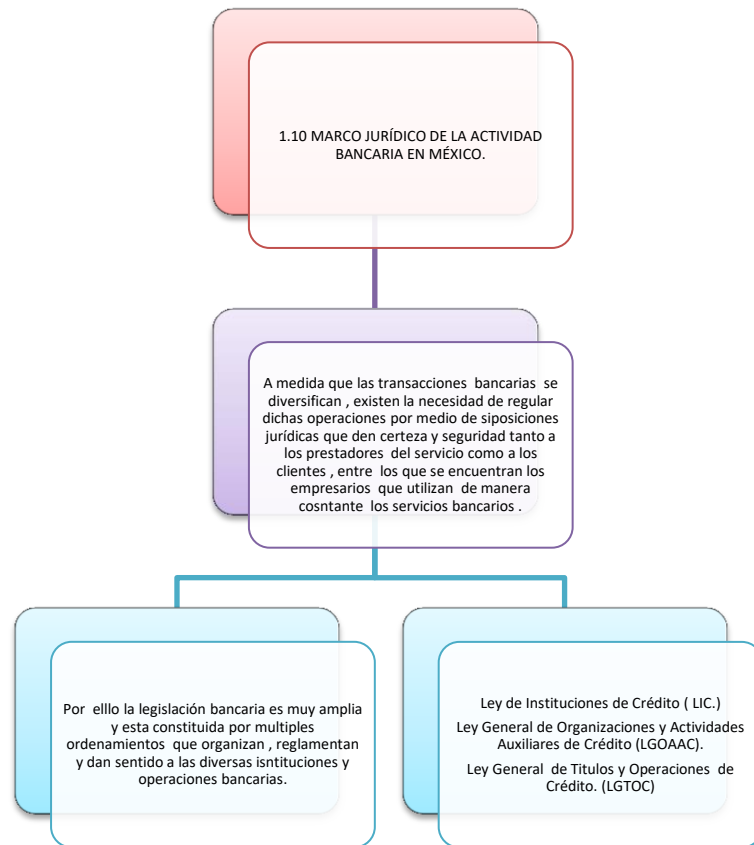 1.10 MARCO JURÍDICO DE LA ACTIVIDAD
BANCARIA EN MÉXICO.
A medida que las transacciones bancarias se
diversifican , existen la necesidad de regular
dichas operaciones por medio de siposiciones
jurídicas que den certeza y seguridad tanto a
los prestadores del servicio como a los
clientes , entre los que se encuentran los
empresarios que utilizan de manera
cosntante los servicios bancarios .
Por elllo la legislación bancaria es muy amplia
y esta constituida por multiples
ordenamientos que organizan , reglamentan
y dan sentido a las diversas isntituciones y
operaciones bancarias.
Ley de Instituciones de Crédito ( LIC.)
Ley General de Organizaciones y Actividades
Auxiliares de Crédito (LGOAAC).
Ley General de Titulos y Operaciones de
Crédito. (LGTOC)